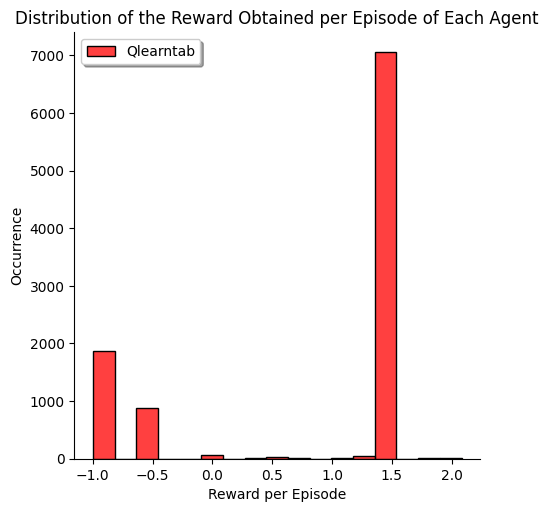 Distribution of the Reward Obtained per Episode of Each Agent
Qlearntab
7000
6000
5000
4000
3000
2000
1000
0
Occurrence
−1.0 −0.5 0.0 0.5 1.0 1.5 2.0
Reward per Episode